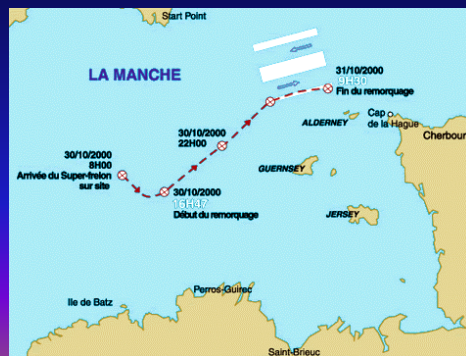 Start Point
LA MANCHE
31/10/2000
9H30
Fin du remorquage
Cap
de la Hague
ALDERNEY
Cherbour
30/10/2000
22H00
30/10/2000
8H00
Arrivée du Super-frelon
sur site
GUERNSEY
30/10/2000
16H47
Début du remorquage
JERSEY
Perros-Guirec
Ile de Batz
Saint-Brieuc